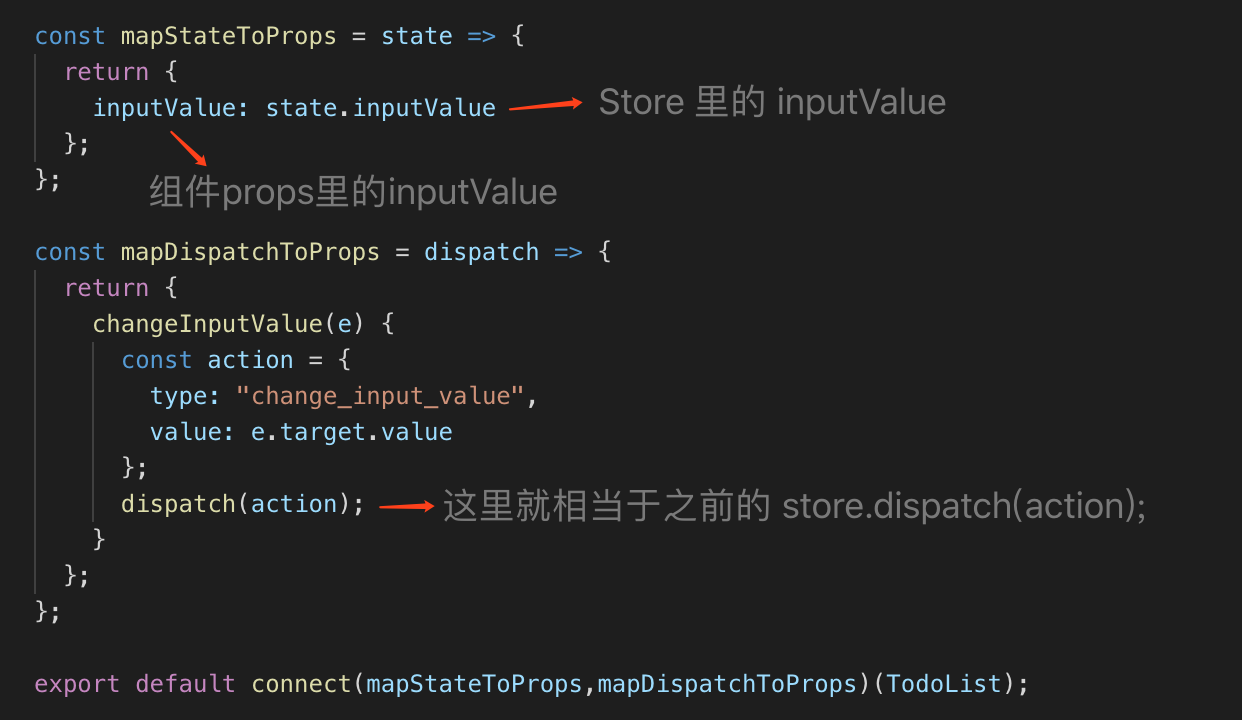 const mapStateToProps = state => {
return {
inputValue: state.inputValue Store 里的 inputValue
};
};
组件props里的inputValue
const mapDispatchToProps = dispatch => {
return {
changeInputValue(e) {
const action = {
type: "change_input_value",
value: e.target.value
};
dispatch(action); 这里就相当于之前的 store.dispatch(action);
}
};
};
export default connect(mapStateToProps,mapDispatchToProps)(TodoList);